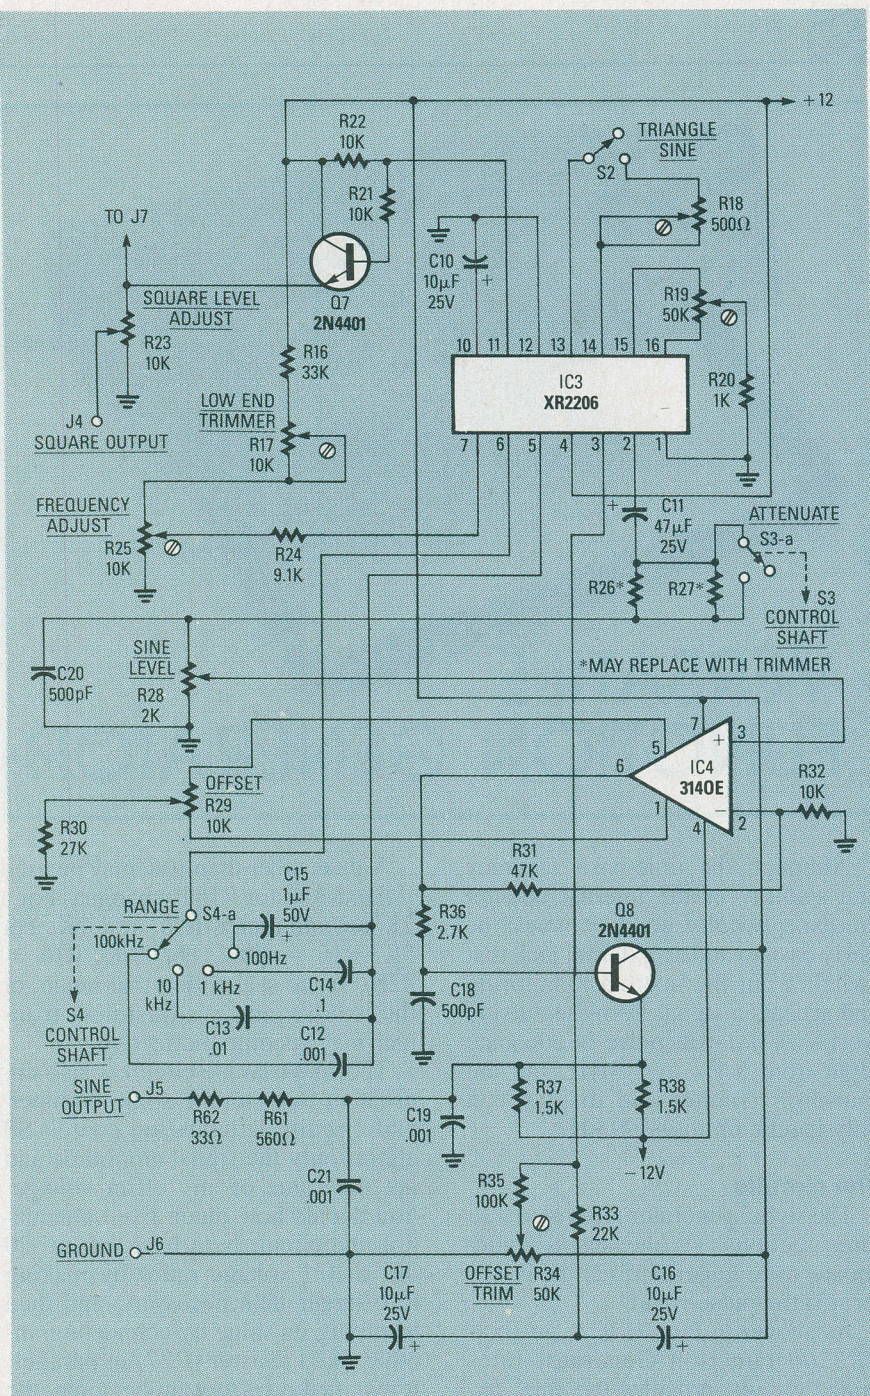 +12
R22
10K
TRIANGLE
SINE
S2
R21
10K
R18
500Ω
TO J7
C10
10µF
25V
+
SQUARE LEVEL
ADJUST
Q7
2N4401
R19
50K
R23
10K
R16
33K
10 11 12 13 14 15 16
IC3
XR2206
R20
1K
J4
SQUARE OUTPUT
LOW END
TRIMMER
R17
10K
7 6 5 4 3 2 1
FREQUENCY
ADJUST
R25
10K
R24
9.1K
+
C11
47µF
25V
ATTENUATE
S3-a
R26*
R27*
S3
CONTROL
SHAFT
*MAY REPLACE WITH TRIMMER
C20
500pF
SINE
LEVEL
R28
2K
7
+
3
5
IC4
3140E
6
1
−
2
4
R32
10K
OFFSET
R29
10K
R30
27K
R31
47K
C15
1µF
50V
+
RANGE
S4-a
100kHz
100Hz
10
kHz
1 kHz
R36
2.7K
Q8
2N4401
C14
.1
C18
500pF
S4
CONTROL
SHAFT
C13
.01
C12
.001
SINE
OUTPUT
J5
R62
33Ω
R61
560Ω
C19
.001
R37
1.5K
R38
1.5K
−12V
C21
.001
R35
100K
R33
22K
GROUND
J6
OFFSET
TRIM
R34
50K
C17
10µF
25V
+
C16
10µF
25V
+